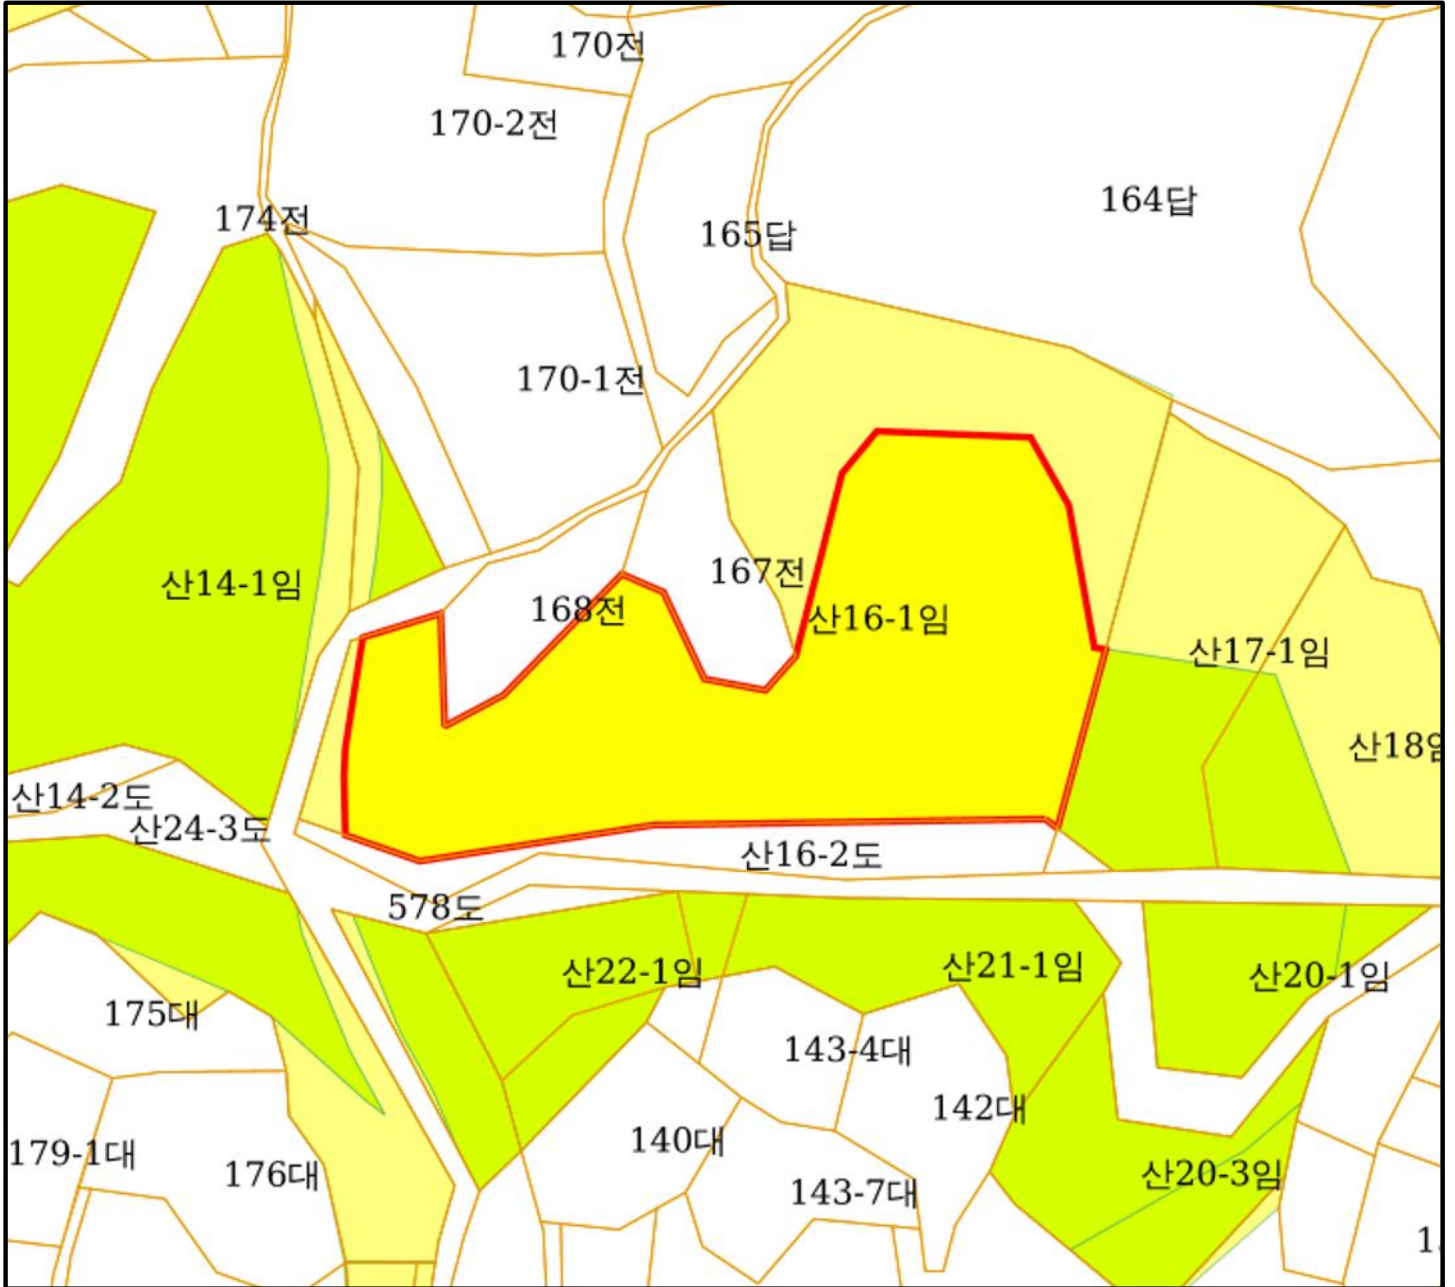 170전
170-2전
164답
174전
165답
170-1전
167전
산14-1임
168전
산16-1임
산17-1임
산18임
산14-2도
산24-3도
산16-2도
578도
산22-1임
산21-1임
산20-1임
175대
143-4대
142대
140대
179-1대
176대
산20-3임
143-7대